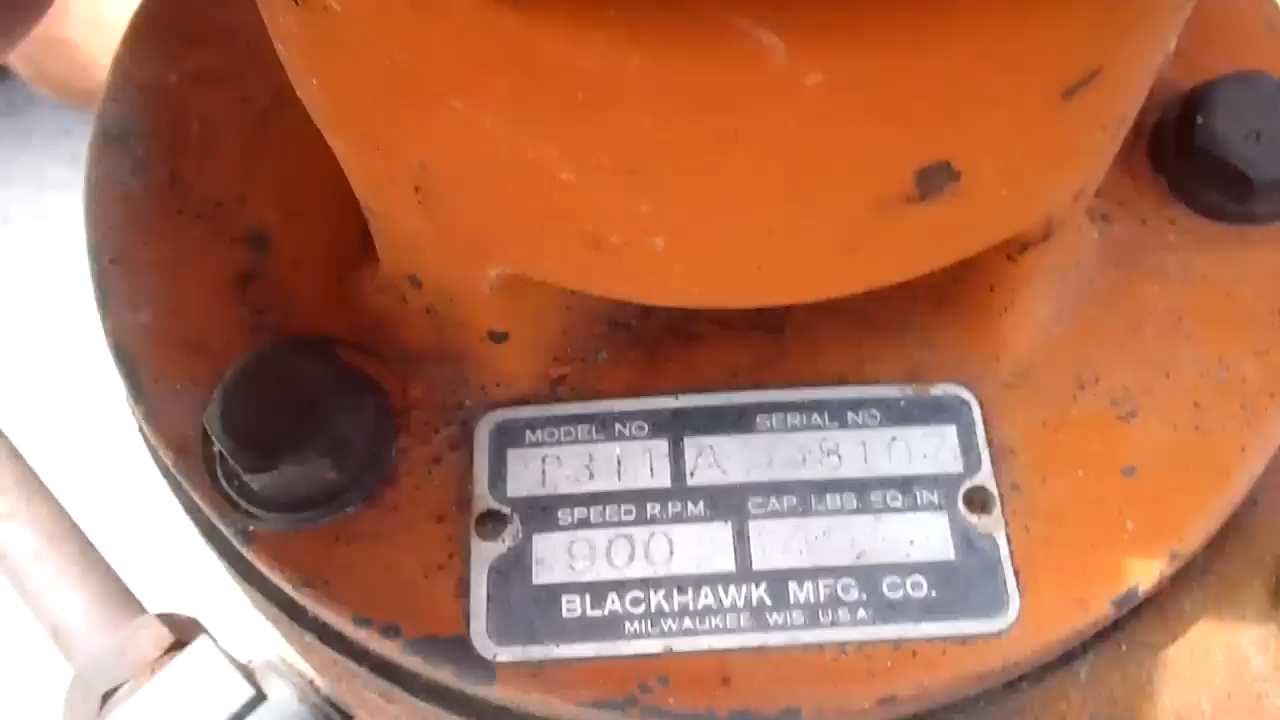 MODEL NO. SERIAL NO.
P311 A
SPEED R.P.M. CAP. LBS. SQ. IN.
900
BLACKHAWK MFG. CO.
MILWAUKEE, WIS. U.S.A.